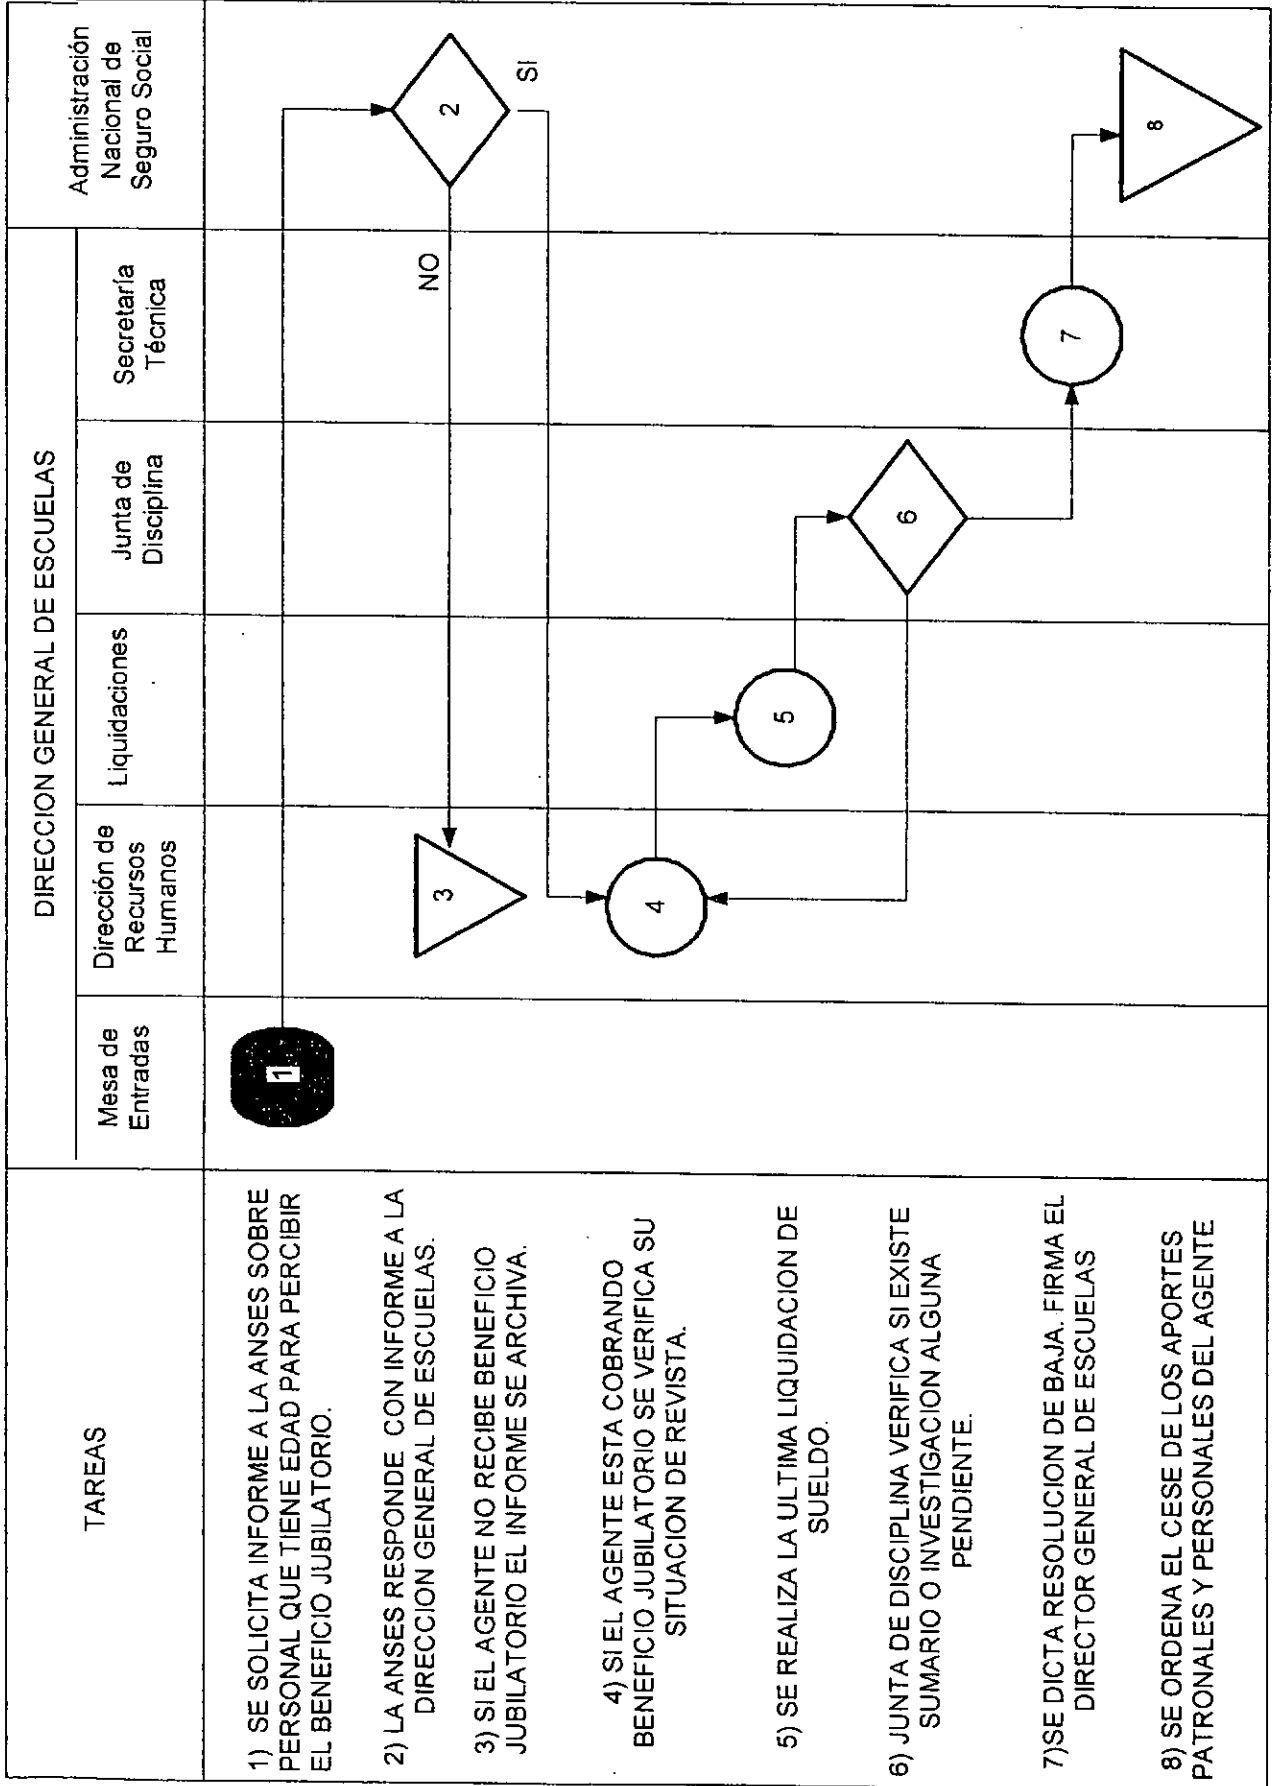 TAREAS
DIRECCION GENERAL DE ESCUELAS
Mesa de
Entradas
Dirección de
Recursos
Humanos
Liquidaciones
Junta de
Disciplina
Secretaría
Técnica
Administración
Nacional de
Seguro Social
1) SE SOLICITA INFORME A LA ANSES SOBRE
PERSONAL QUE TIENE EDAD PARA PERCIBIR
EL BENEFICIO JUBILATORIO.
2) LA ANSES RESPONDE CON INFORME A LA
DIRECCION GENERAL DE ESCUELAS.
3) SI EL AGENTE NO RECIBE BENEFICIO
JUBILATORIO EL INFORME SE ARCHIVA.
4) SI EL AGENTE ESTA COBRANDO
BENEFICIO JUBILATORIO SE VERIFICA SU
SITUACION DE REVISTA.
5) SE REALIZA LA ULTIMA LIQUIDACION DE
SUELDO.
6) JUNTA DE DISCIPLINA VERIFICA SI EXISTE
SUMARIO O INVESTIGACION ALGUNA
PENDIENTE.
7)SE DICTA RESOLUCION DE BAJA. FIRMA EL
DIRECTOR GENERAL DE ESCUELAS
8) SE ORDENA EL CESE DE LOS APORTES
PATRONALES Y PERSONALES DEL AGENTE
1
2
NO
SI
3
4
5
6
7
8